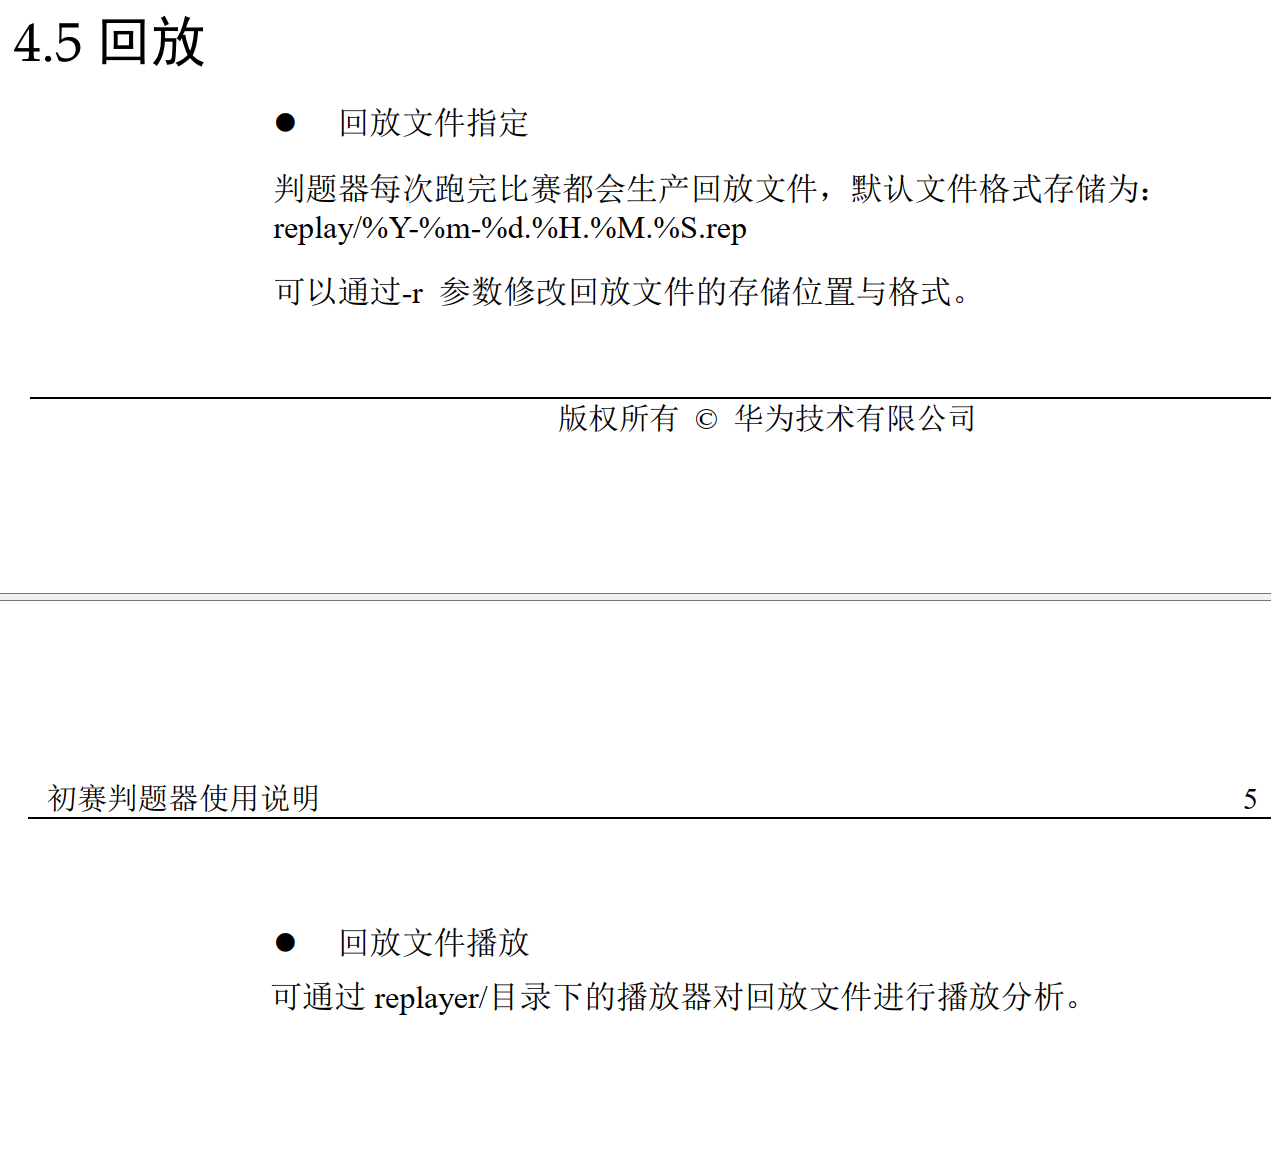 4.5 回放
● 回放文件指定
判题器每次跑完比赛都会生产回放文件，默认文件格式存储为：
replay/%Y-%m-%d.%H.%M.%S.rep
可以通过-r 参数修改回放文件的存储位置与格式。
版权所有 © 华为技术有限公司
初赛判题器使用说明 5
● 回放文件播放
可通过 replayer/目录下的播放器对回放文件进行播放分析。